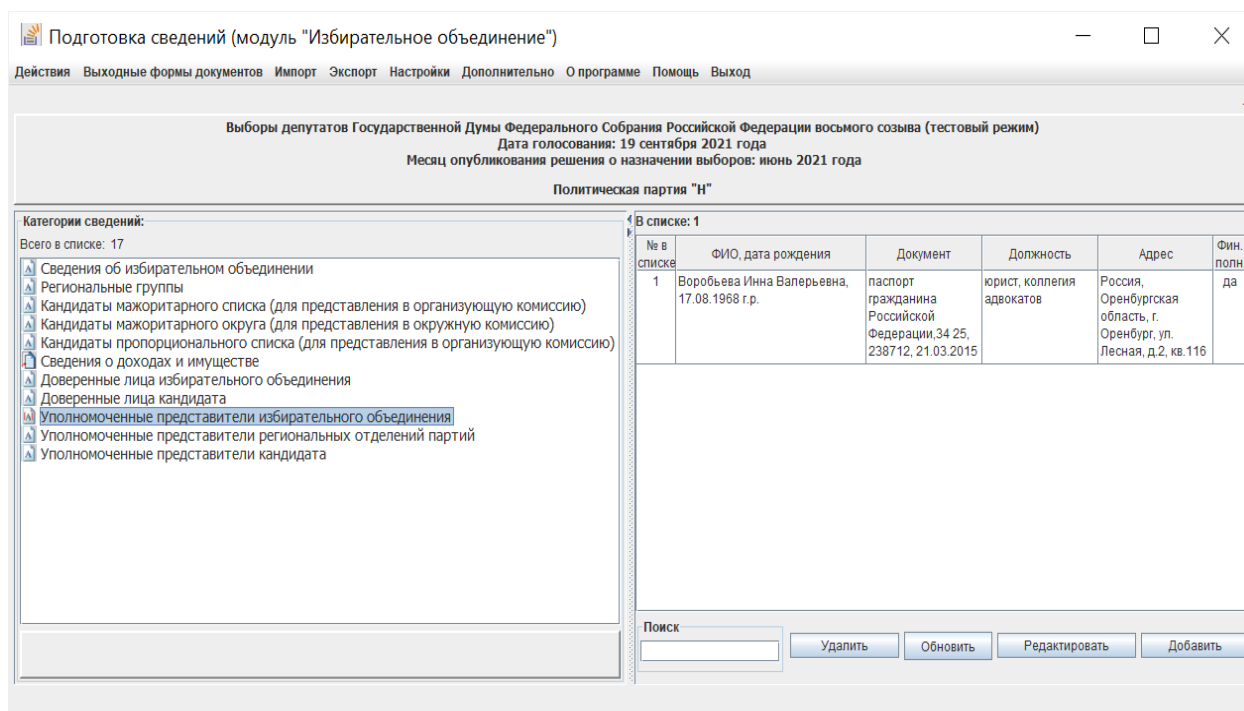 Подготовка сведений (модуль "Избирательное объединение")
Действия Выходные формы документов Импорт Экспорт Настройки Дополнительно О программе Помощь Выход
Выборы депутатов Государственной Думы Федерального Собрания Российской Федерации восьмого созыва (тестовый режим)
Дата голосования: 19 сентября 2021 года
Месяц опубликования решения о назначении выборов: июнь 2021 года
Политическая партия "Н"
Категории сведений:
Всего в списке: 17
Сведения об избирательном объединении
Региональные группы
Кандидаты мажоритарного списка (для представления в организующую комиссию)
Кандидаты мажоритарного округа (для представления в окружную комиссию)
Кандидаты пропорционального списка (для представления в организующую комиссию)
Сведения о доходах и имуществе
Доверенные лица избирательного объединения
Доверенные лица кандидата
Уполномоченные представители избирательного объединения
Уполномоченные представители региональных отделений партий
Уполномоченные представители кандидата
В списке: 1
№ в
списке
ФИО, дата рождения
Документ
Должность
Адрес
Фин.
полн
1
Воробьева Инна Валерьевна,
17.08.1968 г.р.
паспорт
гражданина
Российской
Федерации,34 25,
238712, 21.03.2015
юрист, коллегия
адвокатов
Россия,
Оренбургская
область, г.
Оренбург, ул.
Лесная, д.2, кв.116
да
Поиск
Удалить
Обновить
Редактировать
Добавить